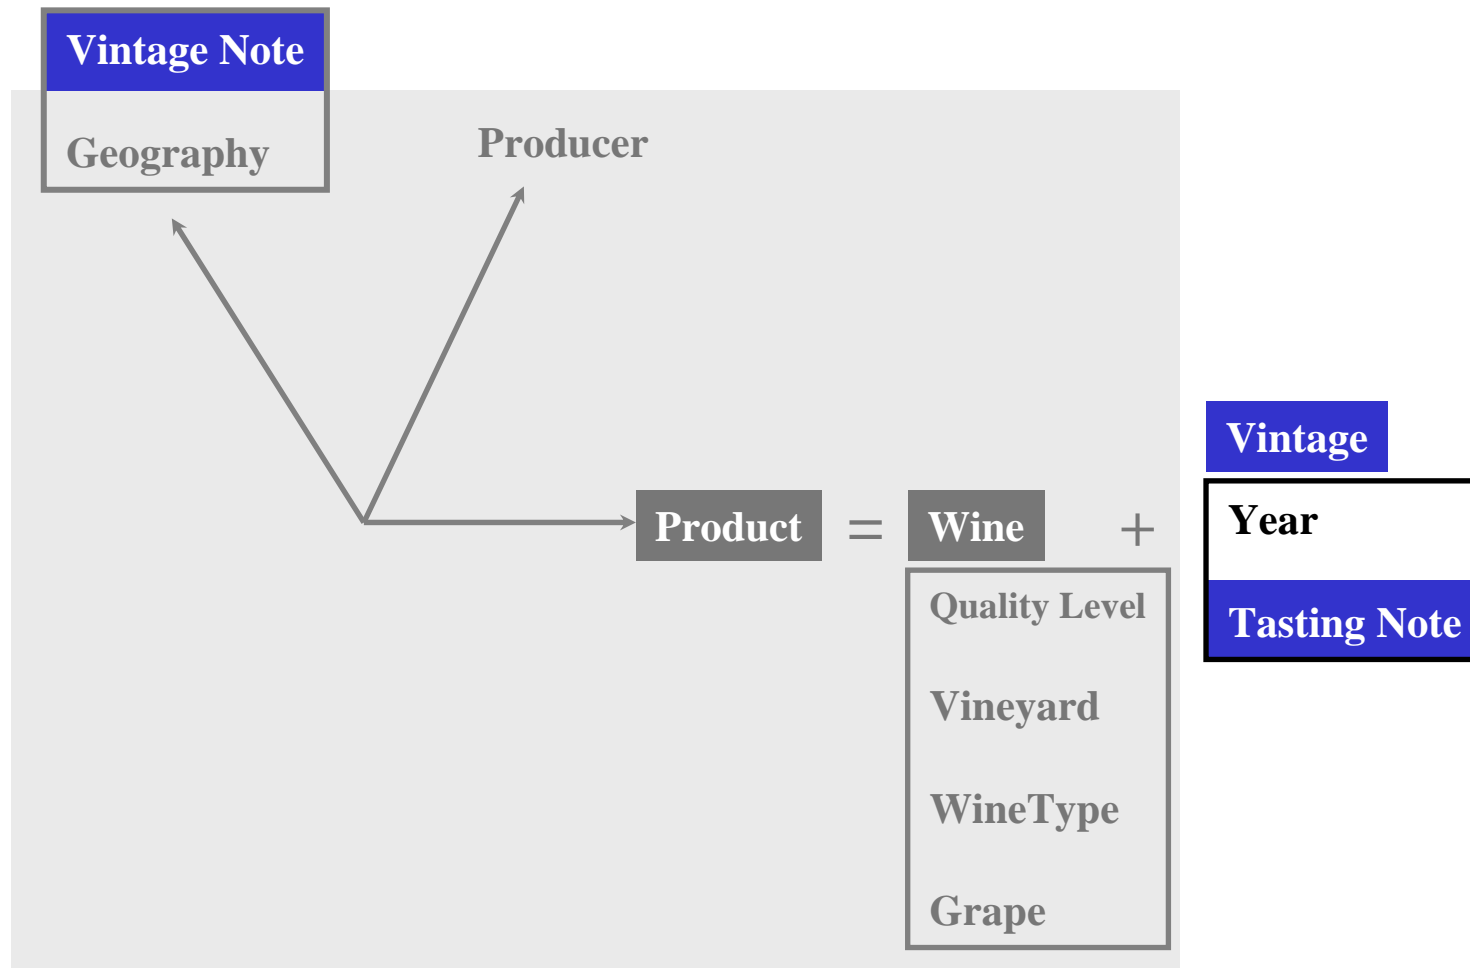 Vintage Note
Geography
Producer
Vintage
Product = Wine +
Year
Quality Level
Tasting Note
Vineyard
WineType
Grape